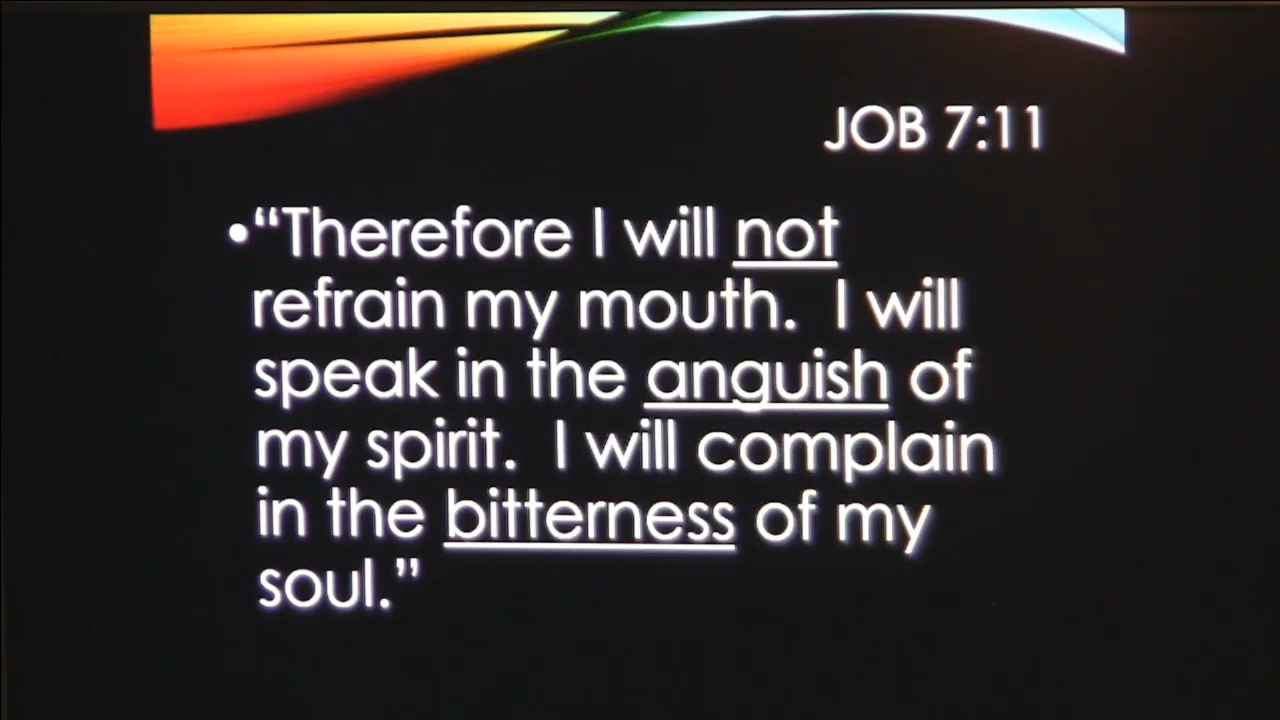 JOB 7:11
•“Therefore I will not
refrain my mouth.  I will
speak in the anguish of
my spirit.  I will complain
in the bitterness of my
soul.”